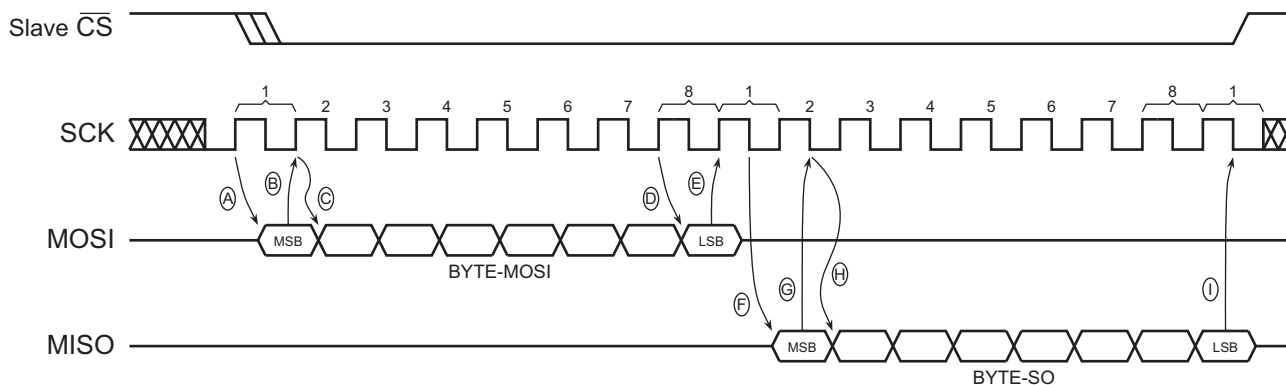 Slave C̅S̅
1 2 3 4 5 6 7 8 1 2 3 4 5 6 7 8 1
SCK
A B C D E
MOSI MSB LSB
BYTE-MOSI
F G H I
MISO MSB LSB
BYTE-SO